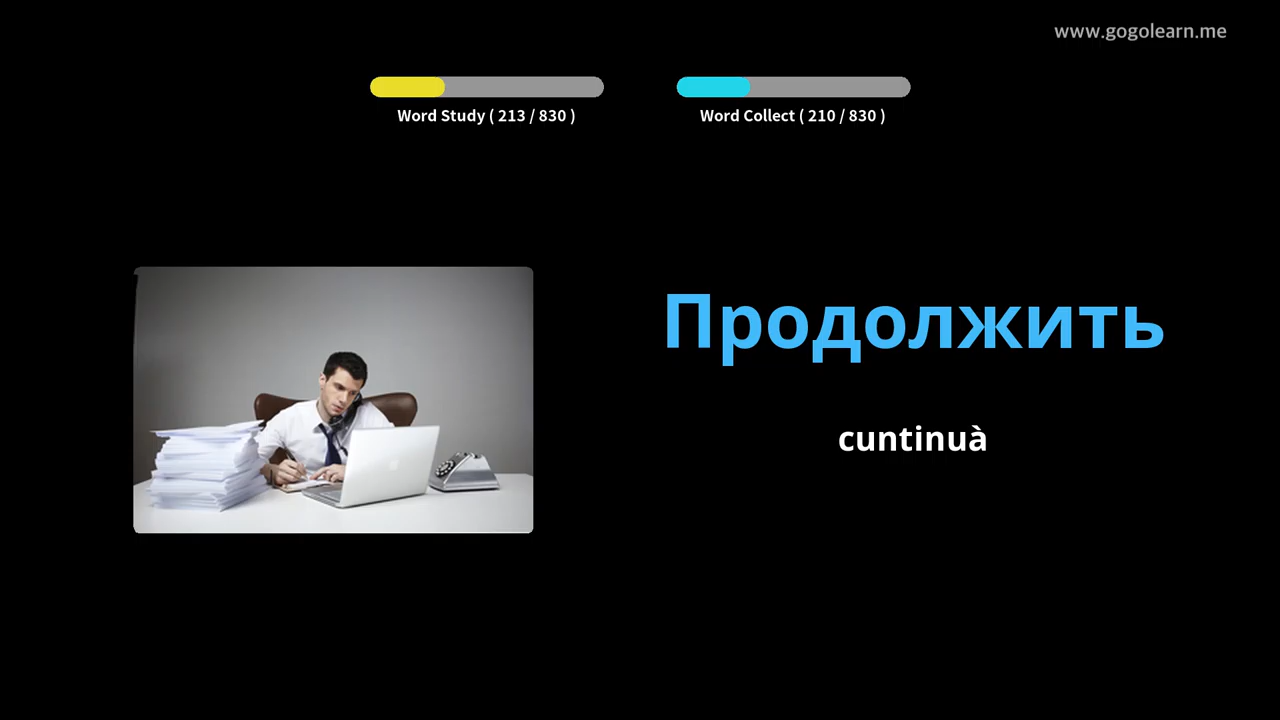 www.gogolearn.me
Word Study ( 213 / 830 )
Word Collect ( 210 / 830 )
Продолжить
cuntinuà